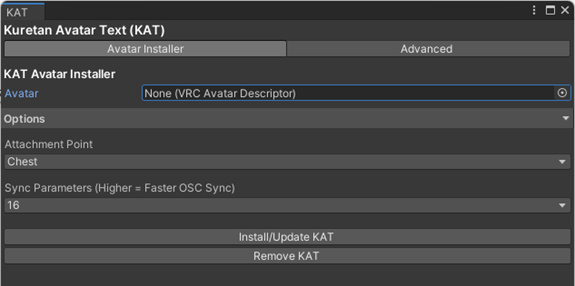 KAT
Kuretan Avatar Text (KAT)
Avatar Installer
Advanced
KAT Avatar Installer
Avatar
None (VRC Avatar Descriptor)
Options
Attachment Point
Chest
Sync Parameters (Higher = Faster OSC Sync)
16
Install/Update KAT
Remove KAT